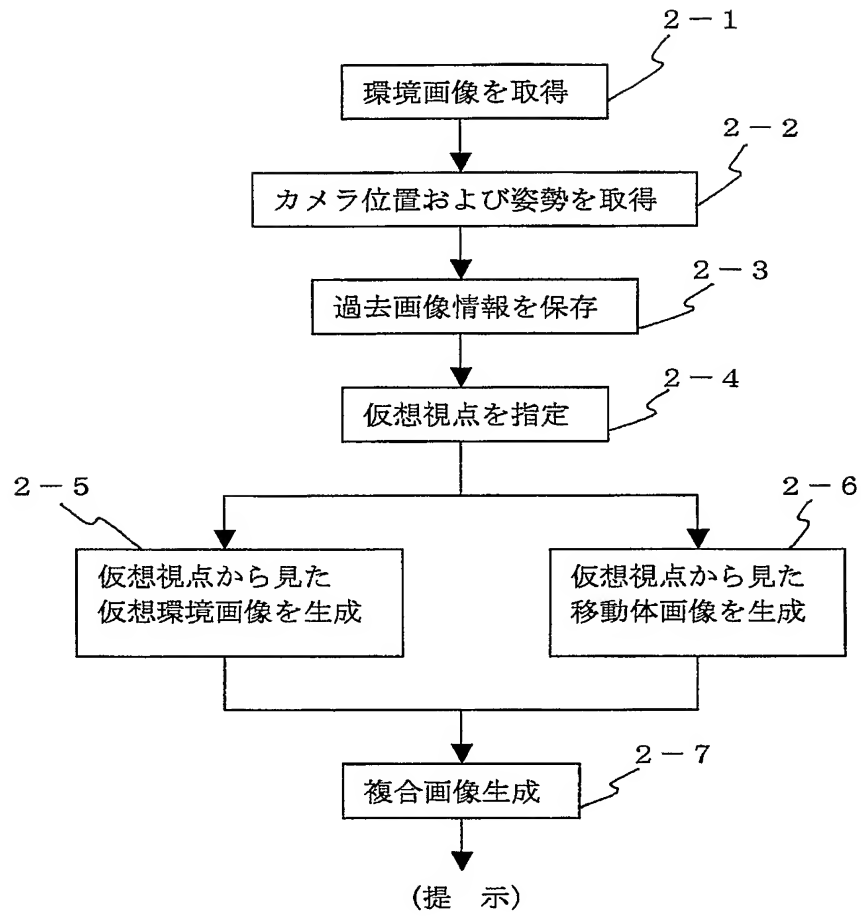 2－1
環境画像を取得
2－2
カメラ位置および姿勢を取得
2－3
過去画像情報を保存
2－4
仮想視点を指定
2－5
2－6
仮想視点から見た
仮想環境画像を生成
仮想視点から見た
移動体画像を生成
2－7
複合画像生成
(提　示)